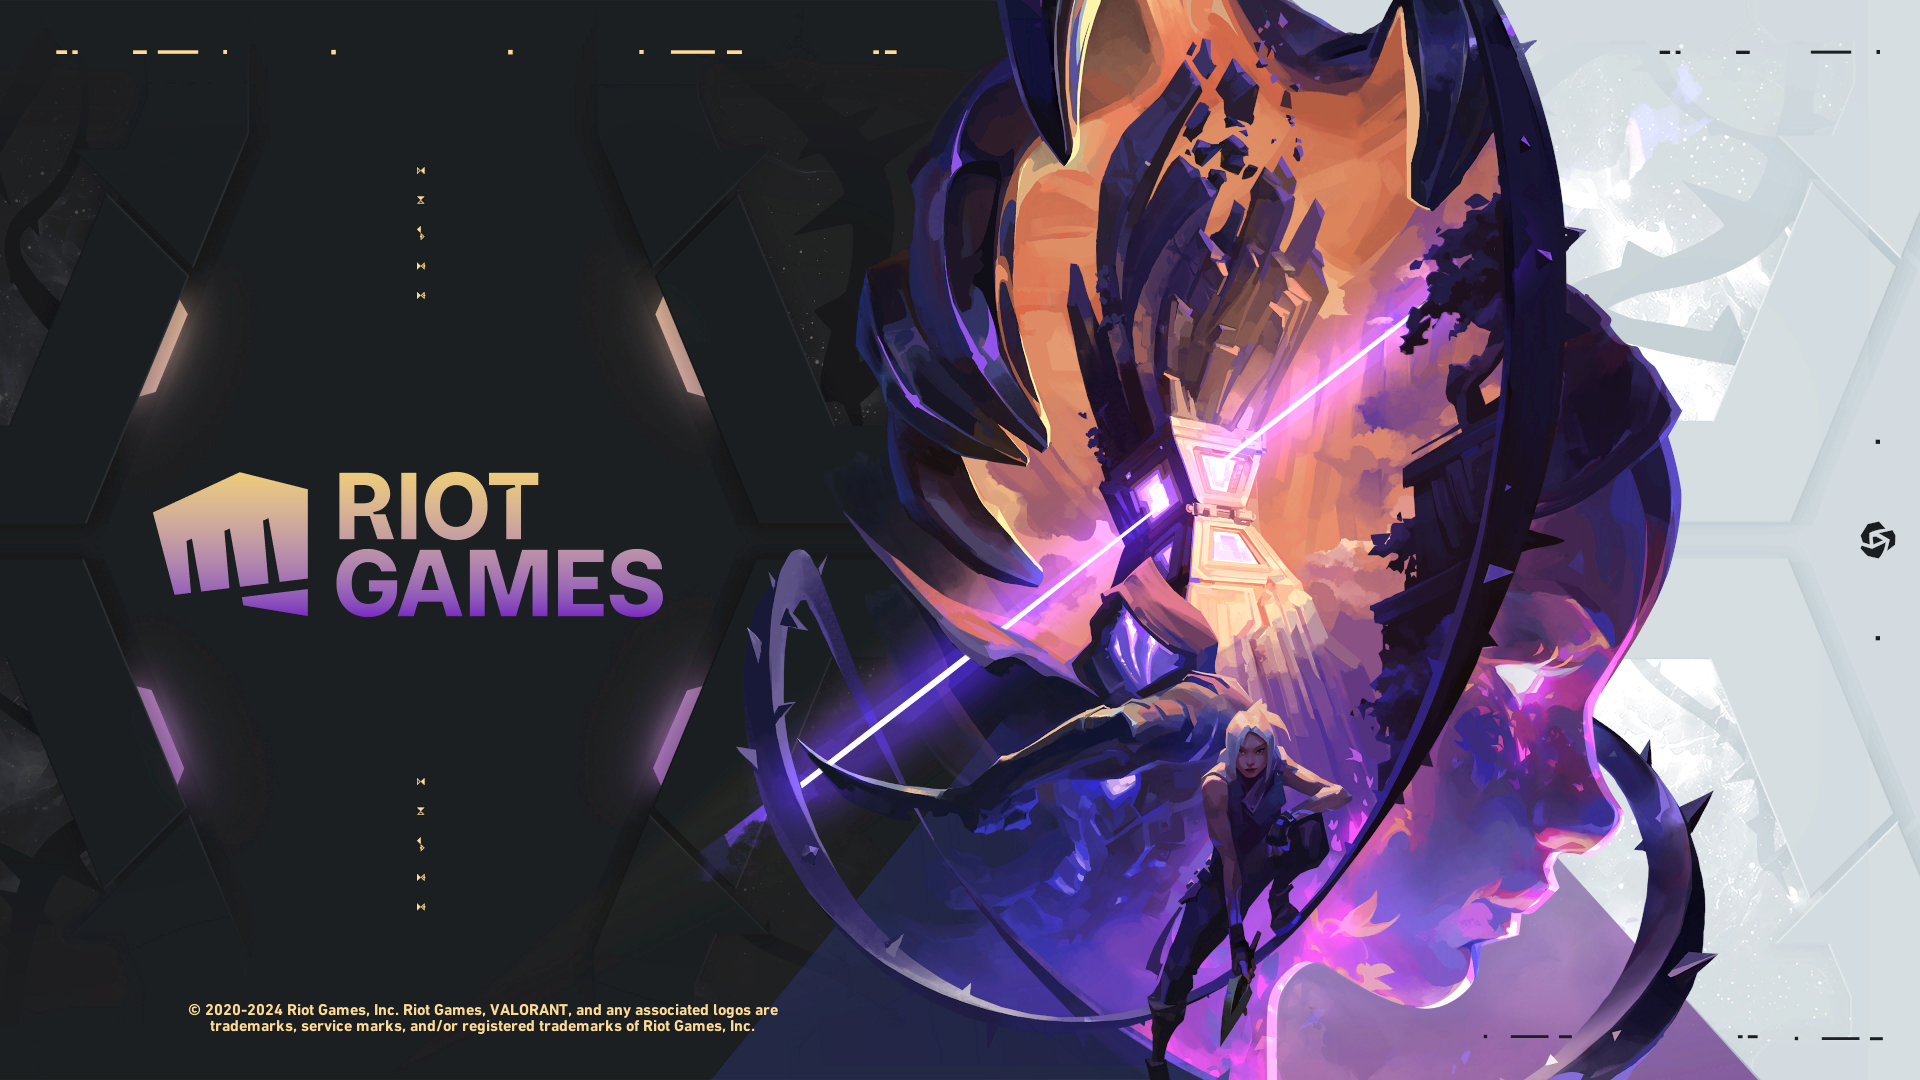 RIOT
GAMES
© 2020-2024 Riot Games, Inc. Riot Games, VALORANT, and any associated logos are
trademarks, service marks, and/or registered trademarks of Riot Games, Inc.